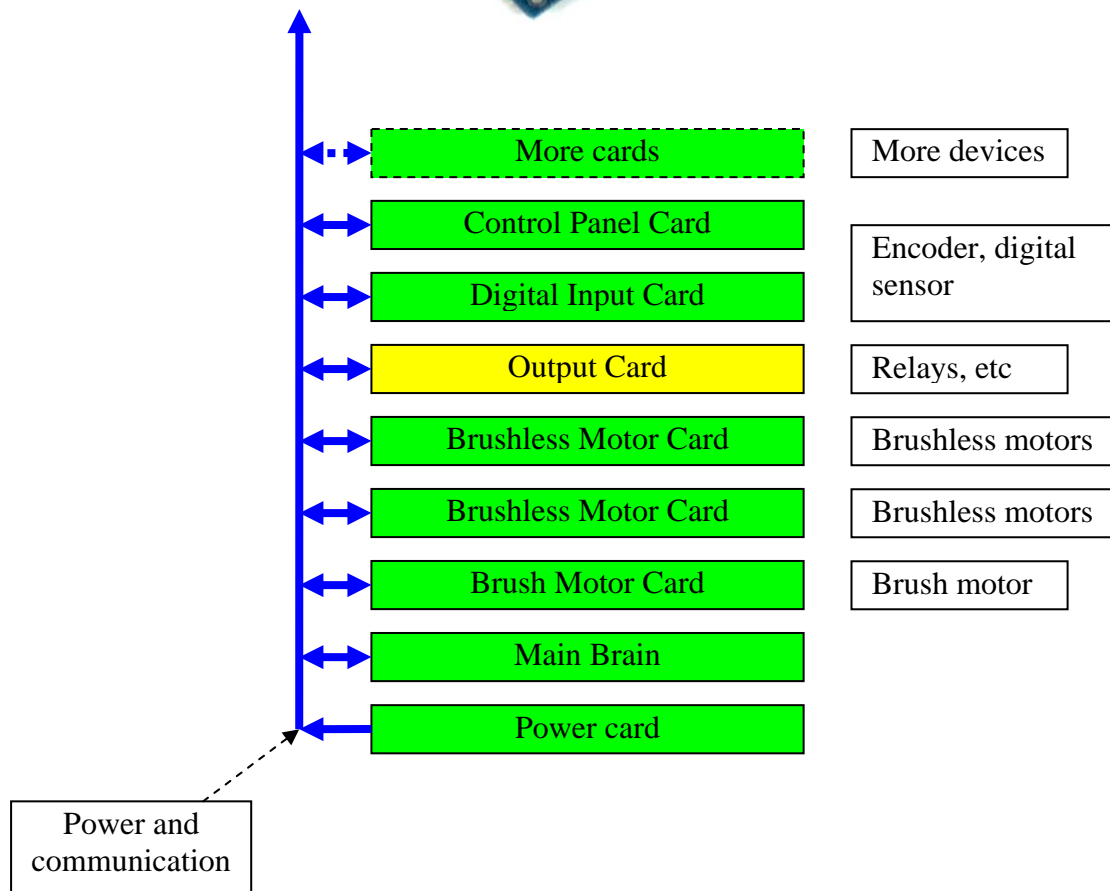 More cards
More devices
Control Panel Card
Encoder, digital
sensor
Digital Input Card
Output Card
Relays, etc
Brushless Motor Card
Brushless motors
Brushless Motor Card
Brushless motors
Brush Motor Card
Brush motor
Main Brain
Power card
Power and
communication